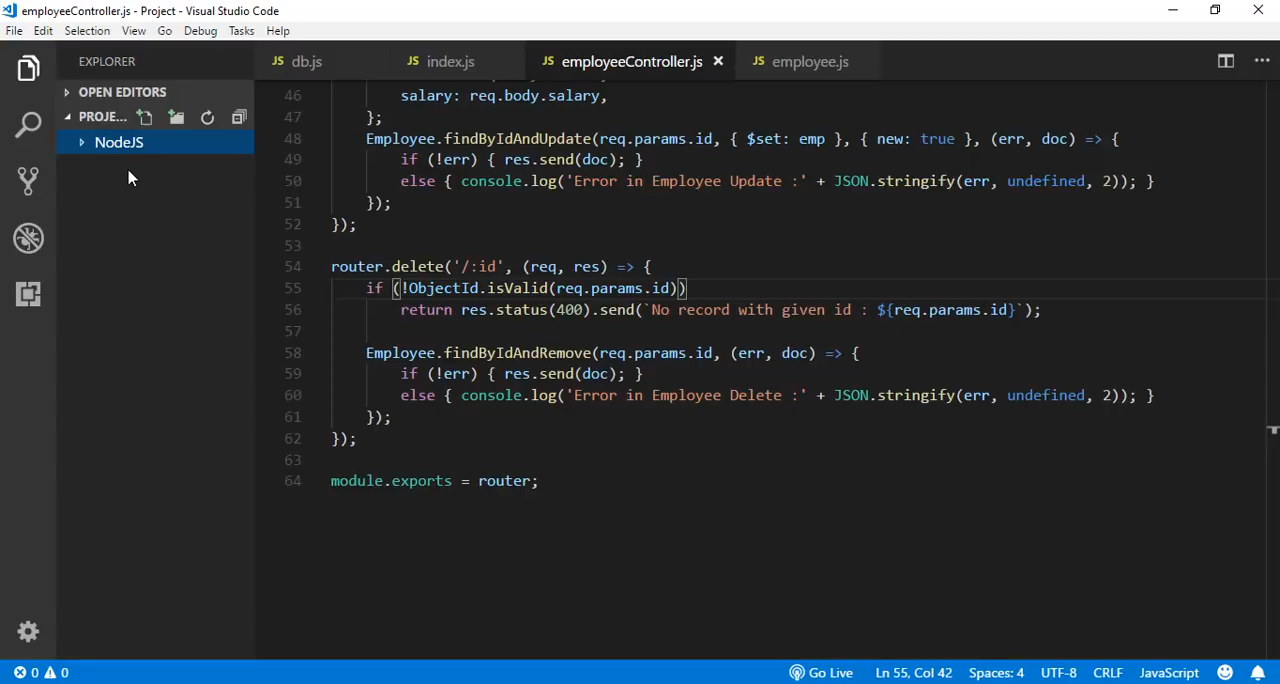 employeeController.js - Project - Visual Studio Code
File Edit Selection View Go Debug Tasks Help
EXPLORER
OPEN EDITORS
PROJE...
NodeJS
JS db.js JS index.js JS employeeController.js JS employee.js
46 salary: req.body.salary,
47 };
48 Employee.findByIdAndUpdate(req.params.id, { $set: emp }, { new: true }, (err, doc) => {
49 if (!err) { res.send(doc); }
50 else { console.log('Error in Employee Update :' + JSON.stringify(err, undefined, 2)); }
51 });
52 });
53
54 router.delete('/:id', (req, res) => {
55 if (!ObjectId.isValid(req.params.id))
56 return res.status(400).send(`No record with given id : ${req.params.id}`);
57
58 Employee.findByIdAndRemove(req.params.id, (err, doc) => {
59 if (!err) { res.send(doc); }
60 else { console.log('Error in Employee Delete :' + JSON.stringify(err, undefined, 2)); }
61 });
62 });
63
64 module.exports = router;
0 0 Go Live Ln 55, Col 42 Spaces: 4 UTF-8 CRLF JavaScript